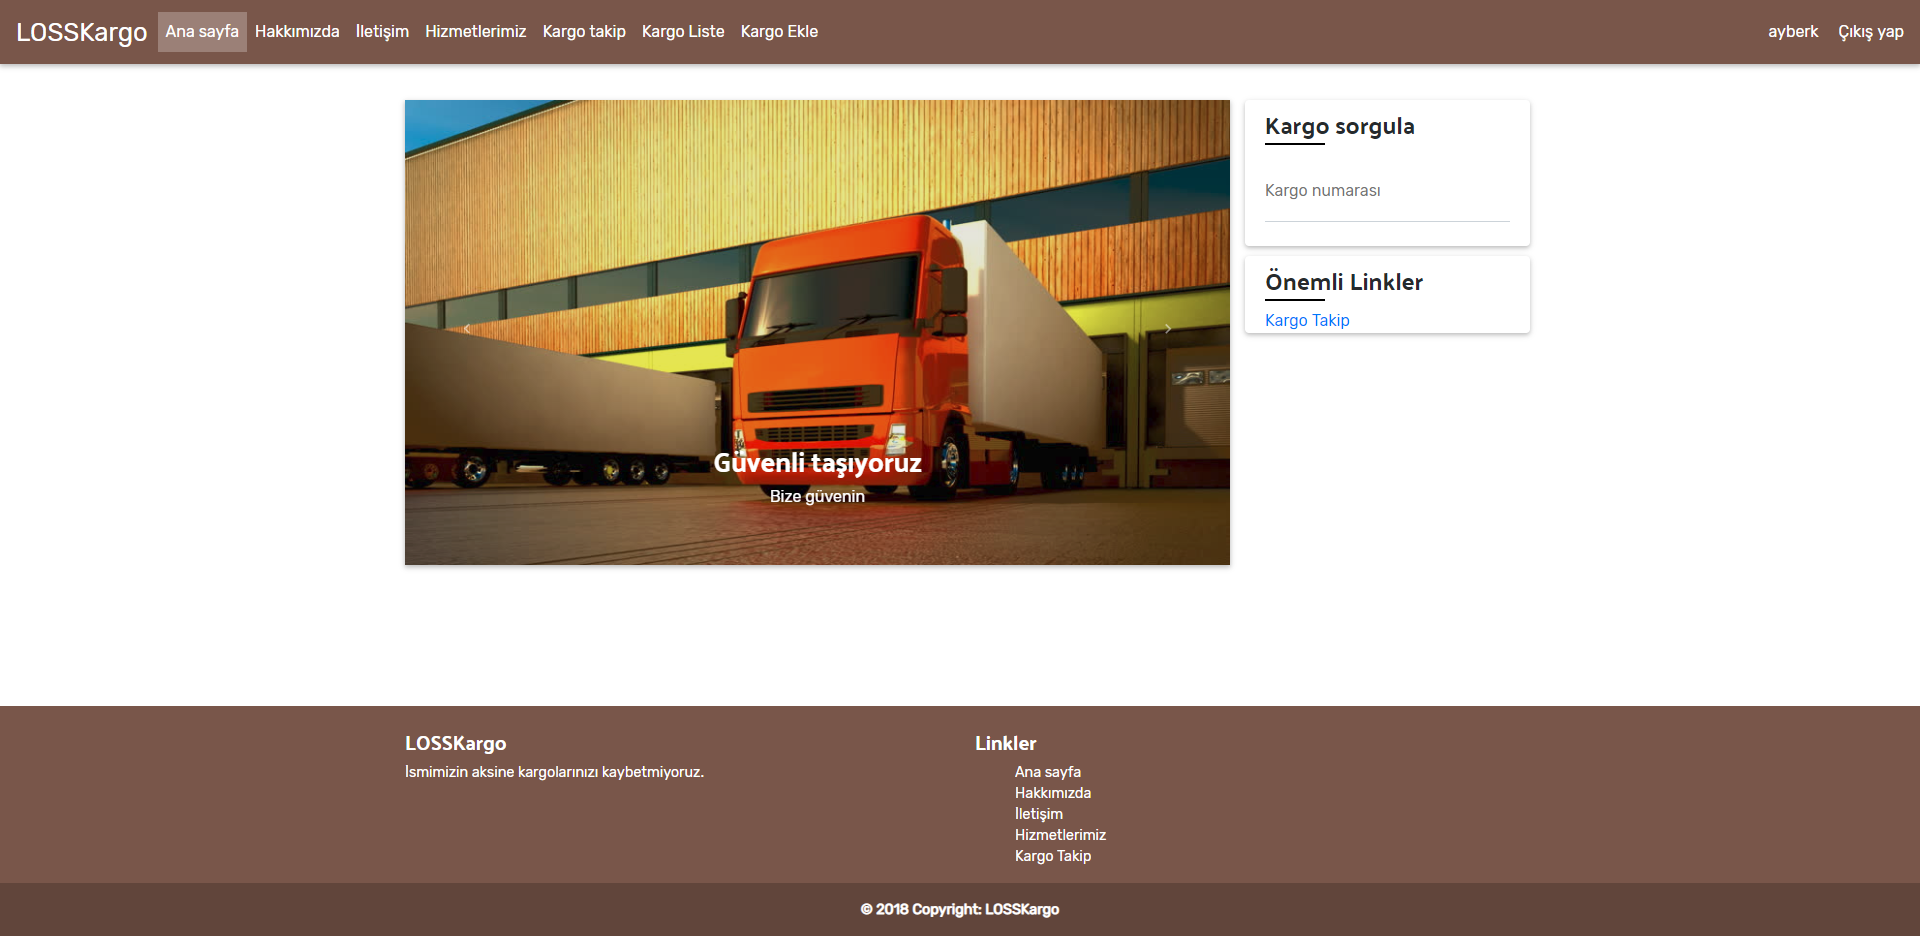 LOSSKargo Ana sayfa Hakkımızda İletişim Hizmetlerimiz Kargo takip Kargo Liste Kargo Ekle ayberk Çıkış yap
Kargo sorgula
Kargo numarası
Önemli Linkler
Kargo Takip
Güvenli taşıyoruz
Bize güvenin
LOSSKargo
İsmimizin aksine kargolarınızı kaybetmiyoruz.
Linkler
Ana sayfa
Hakkımızda
İletişim
Hizmetlerimiz
Kargo Takip
© 2018 Copyright: LOSSKargo